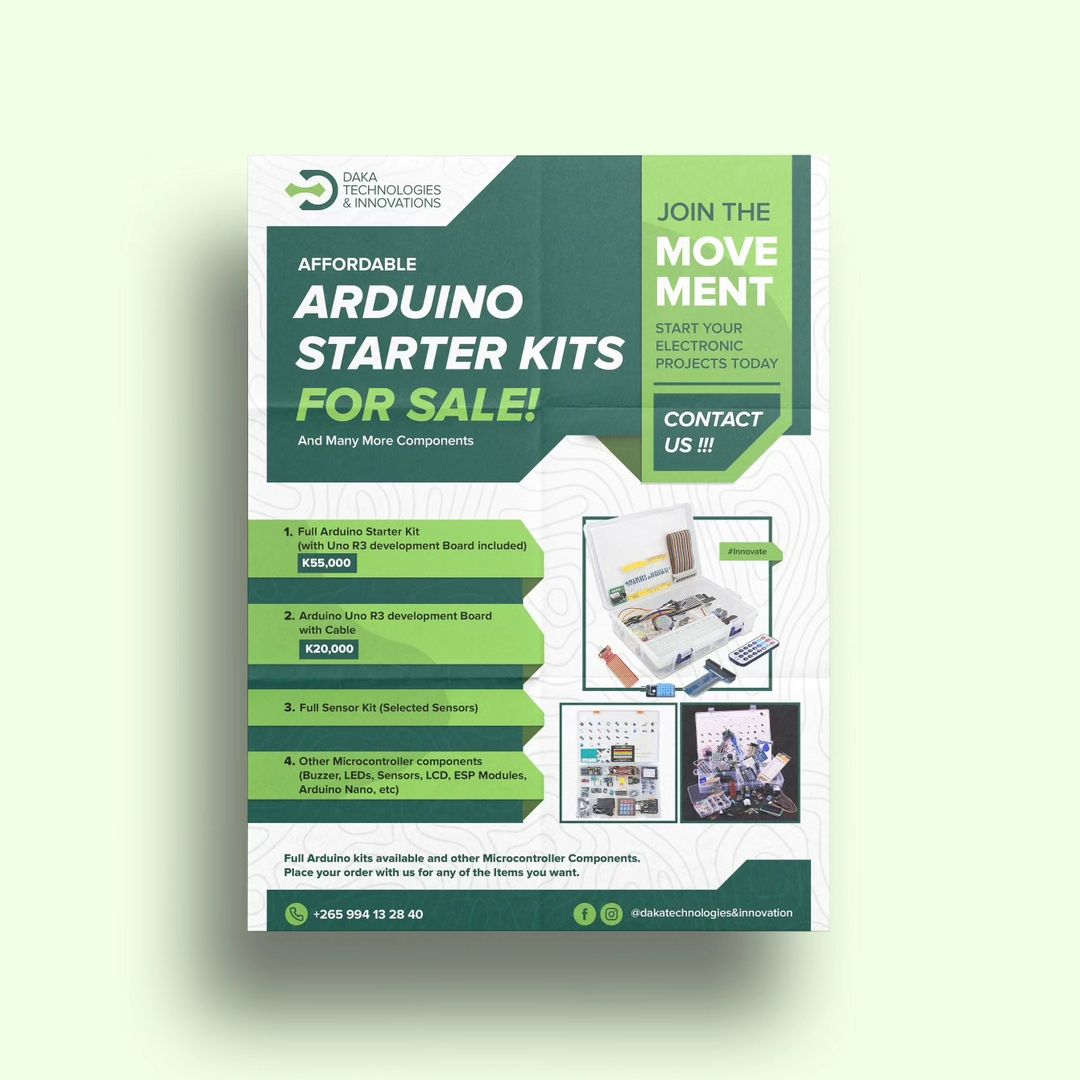 DAKA
TECHNOLOGIES
& INNOVATIONS
AFFORDABLE
ARDUINO
STARTER KITS
FOR SALE!
And Many More Components
JOIN THE
MOVE
MENT
START YOUR
ELECTRONIC
PROJECTS TODAY
CONTACT
US !!!
1. Full Arduino Starter Kit
(with Uno R3 development Board included)
K55,000
2. Arduino Uno R3 development Board
with Cable
K20,000
3. Full Sensor Kit (Selected Sensors)
4. Other Microcontroller components
(Buzzer, LEDs, Sensors, LCD, ESP Modules,
Arduino Nano, etc)
#Innovate
Full Arduino kits available and other Microcontroller Components.
Place your order with us for any of the Items you want.
+265 994 13 28 40
@dakatechnologies&innovation